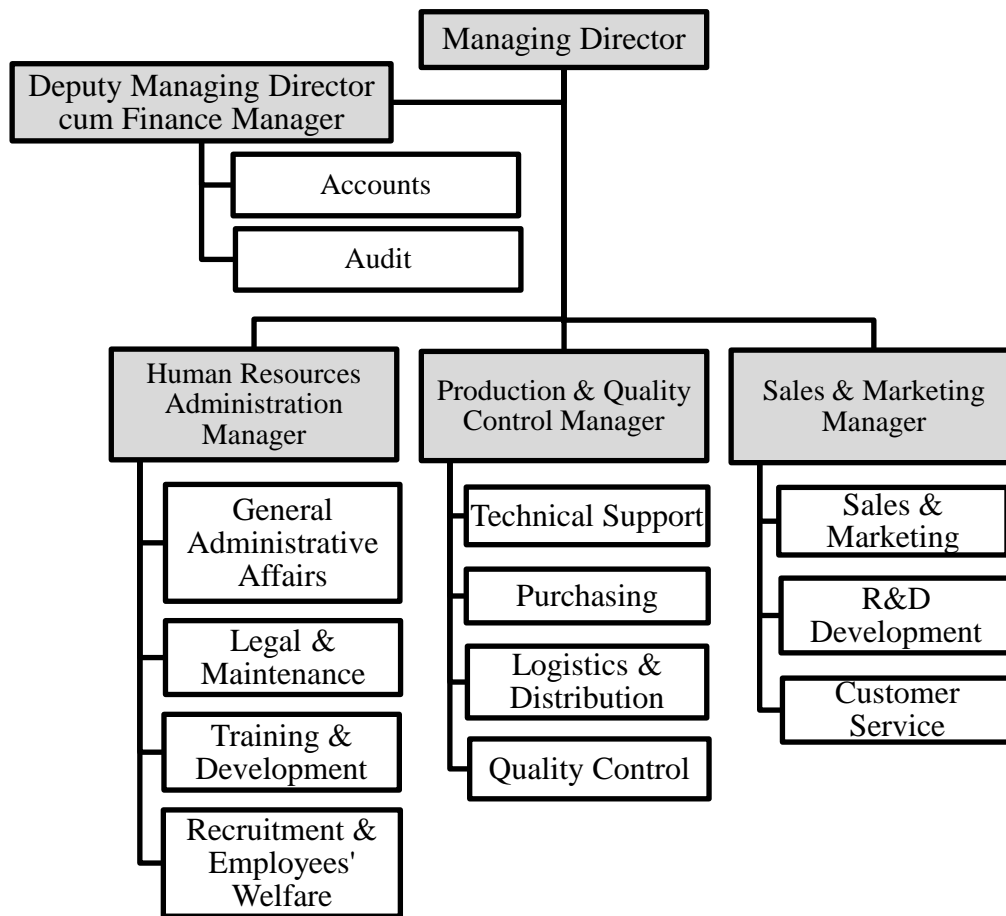 Managing Director
Deputy Managing Director
cum Finance Manager
Accounts
Audit
Human Resources
Administration
Manager
General
Administrative
Affairs
Legal &
Maintenance
Training &
Development
Recruitment &
Employees'
Welfare
Production & Quality
Control Manager
Technical Support
Purchasing
Logistics &
Distribution
Quality Control
Sales & Marketing
Manager
Sales &
Marketing
R&D
Development
Customer
Service